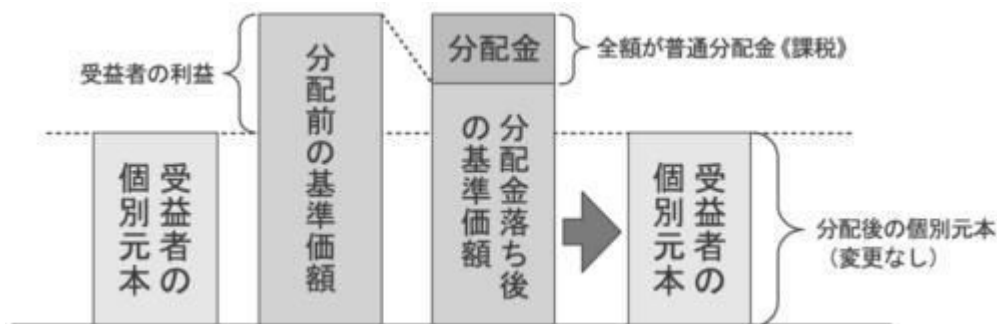 受益者の利益
受益者の
個別元本
分配前の基準価額
分配金
全額が普通分配金《課税》
分配金落ち後
の基準価額
受益者の
個別元本
分配後の個別元本
（変更なし）